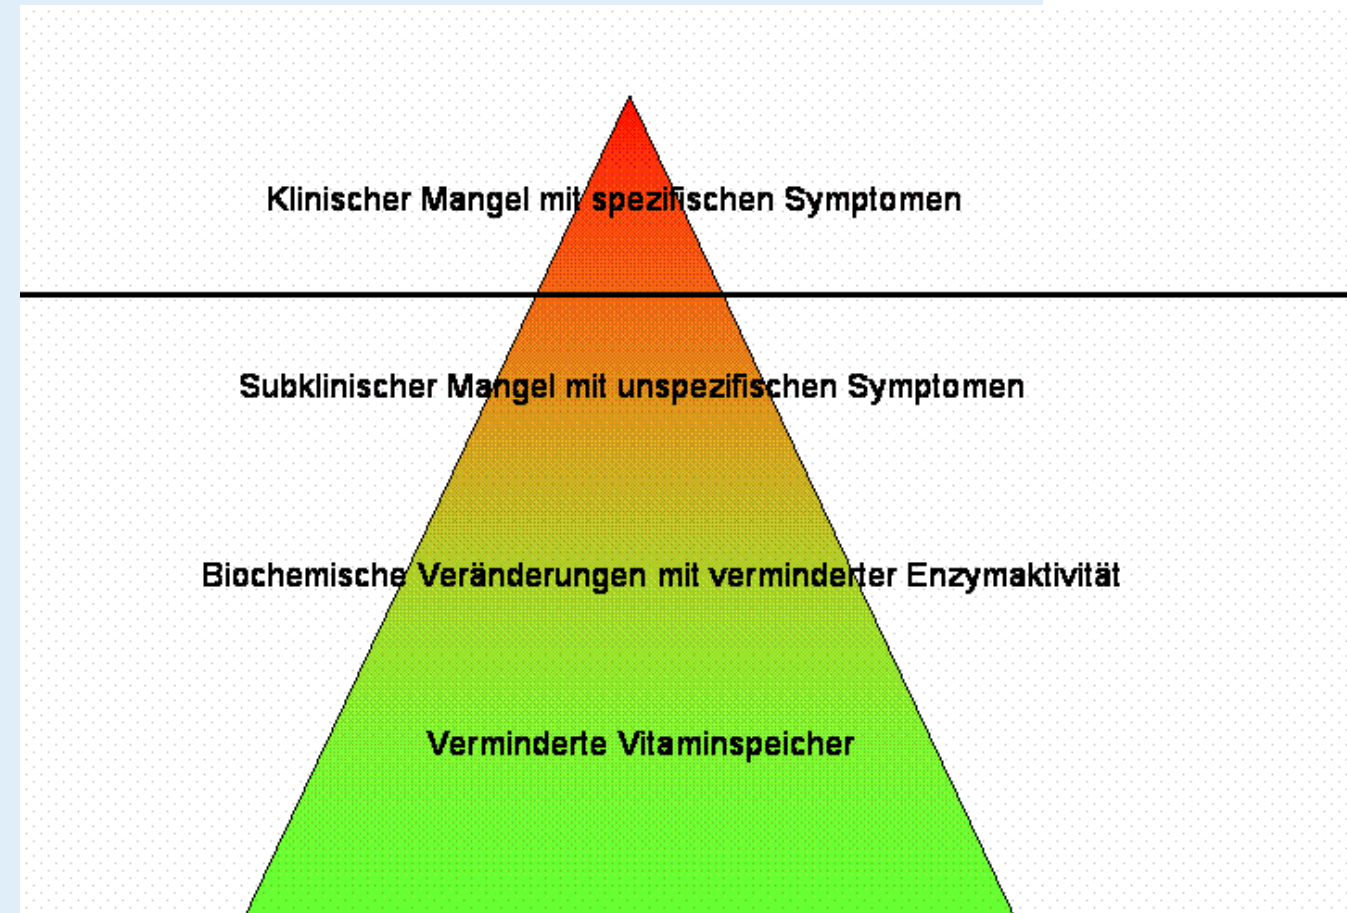 Klinischer Mangel mit spezifischen Symptomen
Subklinischer Mangel mit unspezifischen Symptomen
Biochemische Veränderungen mit verminderter Enzymaktivität
Verminderte Vitaminspeicher